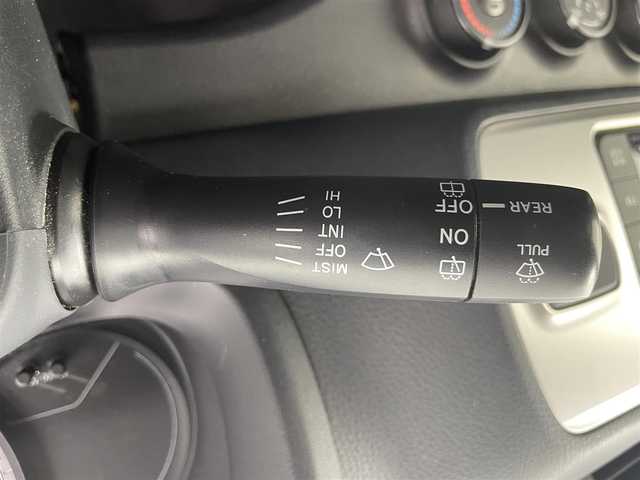 MIST
OFF
INT
LO
HI
ON
OFF
PULL
REAR